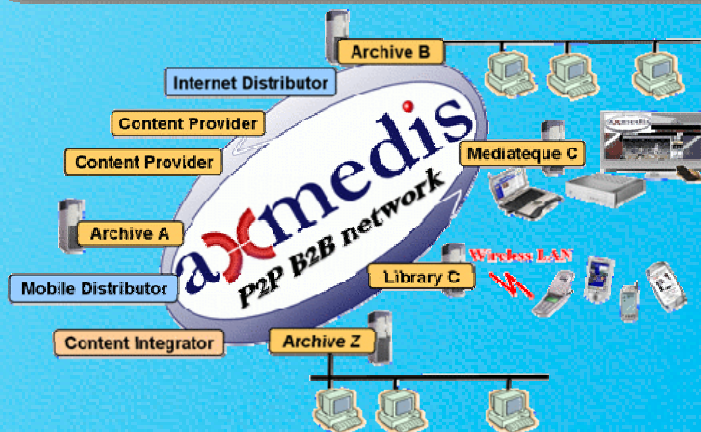 Archive B
Internet Distributor
Content Provider
Content Provider
Mediateque C
axmedis
P2P B2B network
Archive A
Wireless LAN
Library C
Mobile Distributor
Content Integrator
Archive Z